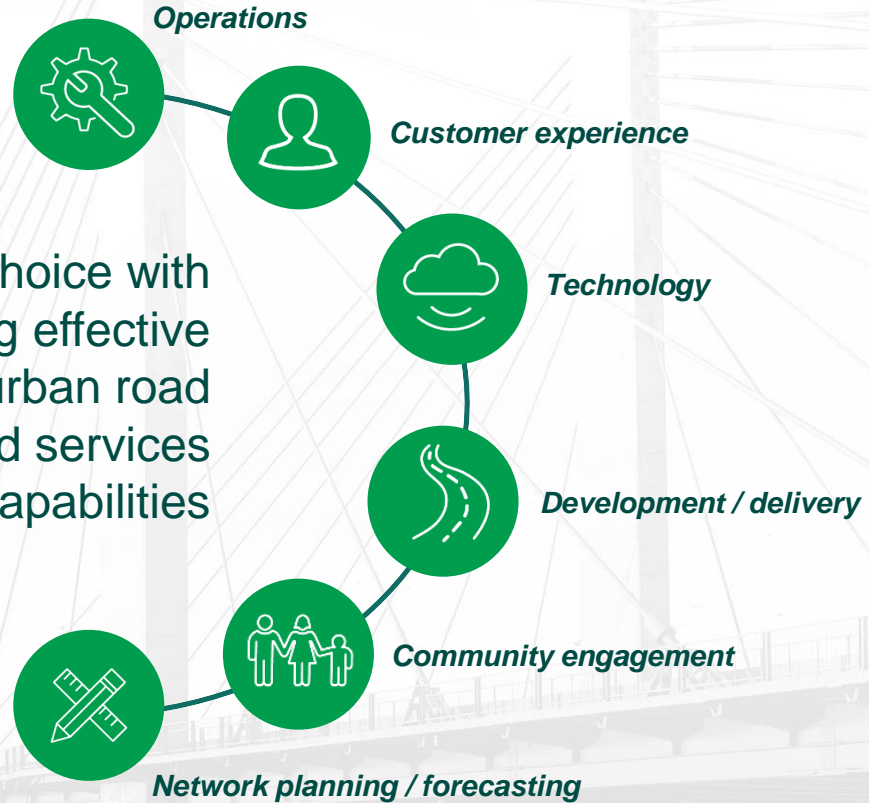 Operations
Customer experience
hoice with
Technology
g effective
urban road
d services
apabilities
Development / delivery
Community engagement
Network planning / forecasting